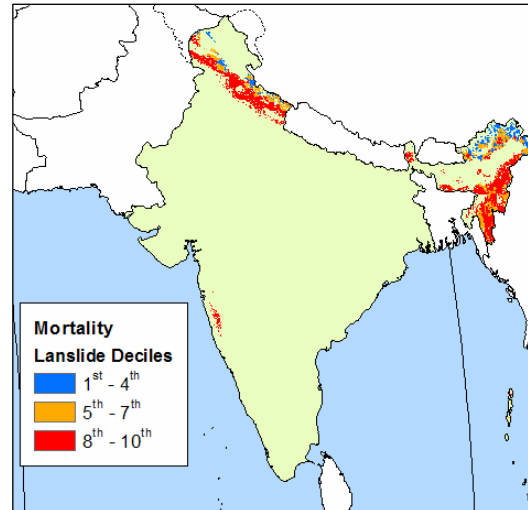 Mortality
Lanslide Deciles
1st - 4th
5th - 7th
8th - 10th